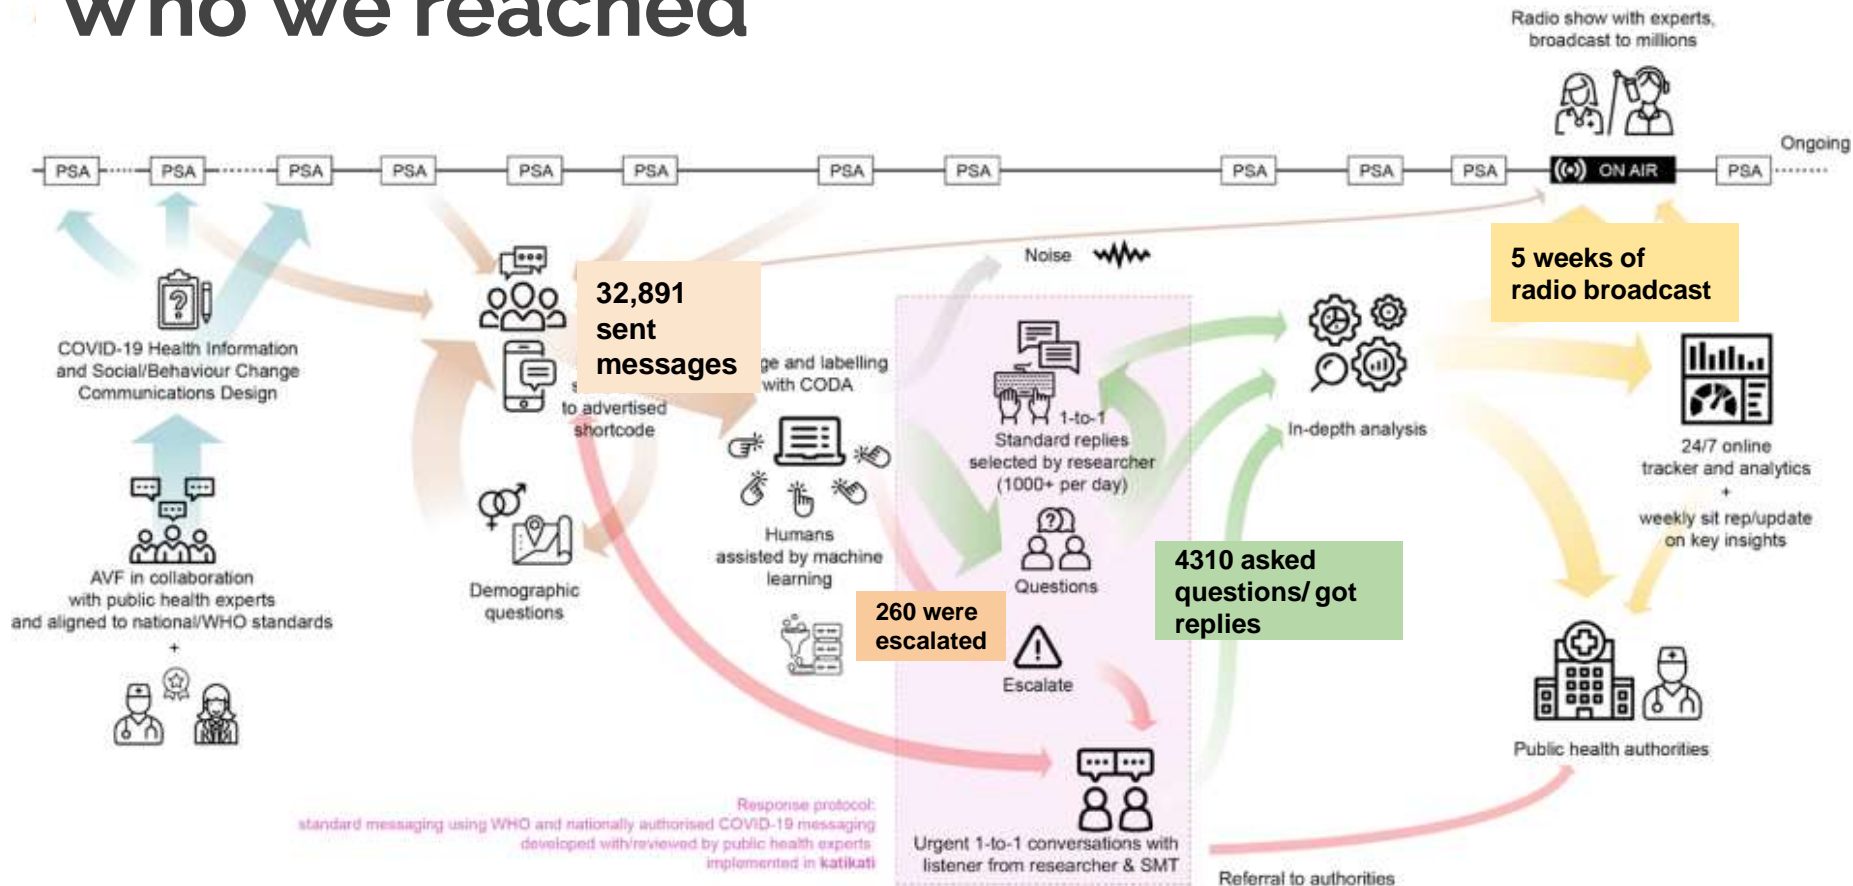 Who we reached
Radio show with experts,
broadcast to millions
Ongoing
PSA
PSA
PSA
PSA
PSA
PSA
PSA
PSA
PSA
PSA
PSA
ON AIR
PSA
COVID-19 Health Information
and Social/Behaviour Change
Communications Design
AVF in collaboration
with public health experts
and aligned to national/WHO standards
+
32,891
sent
messages
to advertised
shortcode
Demographic
questions
and labelling
with CODA
Humans
assisted by machine
learning
Noise
1-to-1
Standard replies
selected by researcher
(1000+ per day)
Questions
260 were
escalated
Escalate
4310 asked
questions/ got
replies
Urgent 1-to-1 conversations with
listener from researcher & SMT
Response protocol:
standard messaging using WHO and nationally authorised COVID-19 messaging
developed with/reviewed by public health experts
implemented in katikati
In-depth analysis
5 weeks of
radio broadcast
24/7 online
tracker and analytics
+
weekly sit rep/update
on key insights
Public health authorities
Referral to authorities